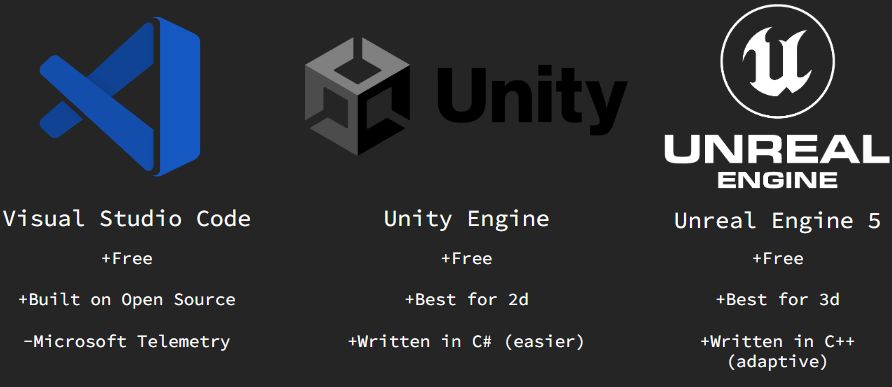 Unity
UNREAL
ENGINE
Visual Studio Code
+Free
+Built on Open Source
-Microsoft Telemetry
Unity Engine
+Free
+Best for 2d
+Written in C# (easier)
Unreal Engine 5
+Free
+Best for 3d
+Written in C++
(adaptive)